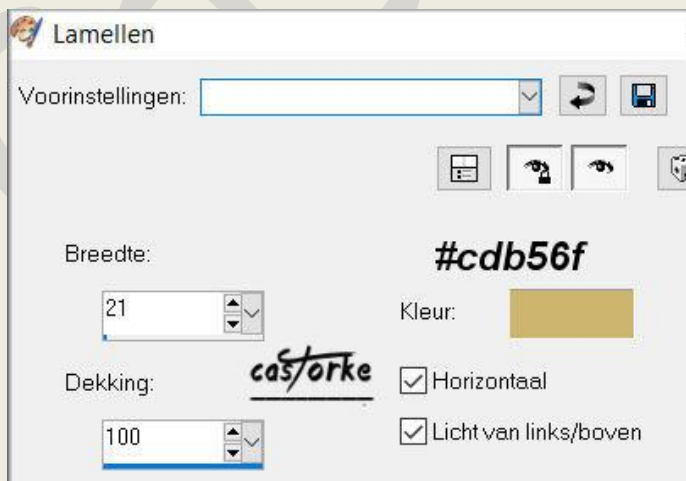 Lamellen
Voorinstellingen:
#cdb56f
Breedte:
21
Kleur:
castorke
Dekking:
Horizontaal
100
Licht van links/boven